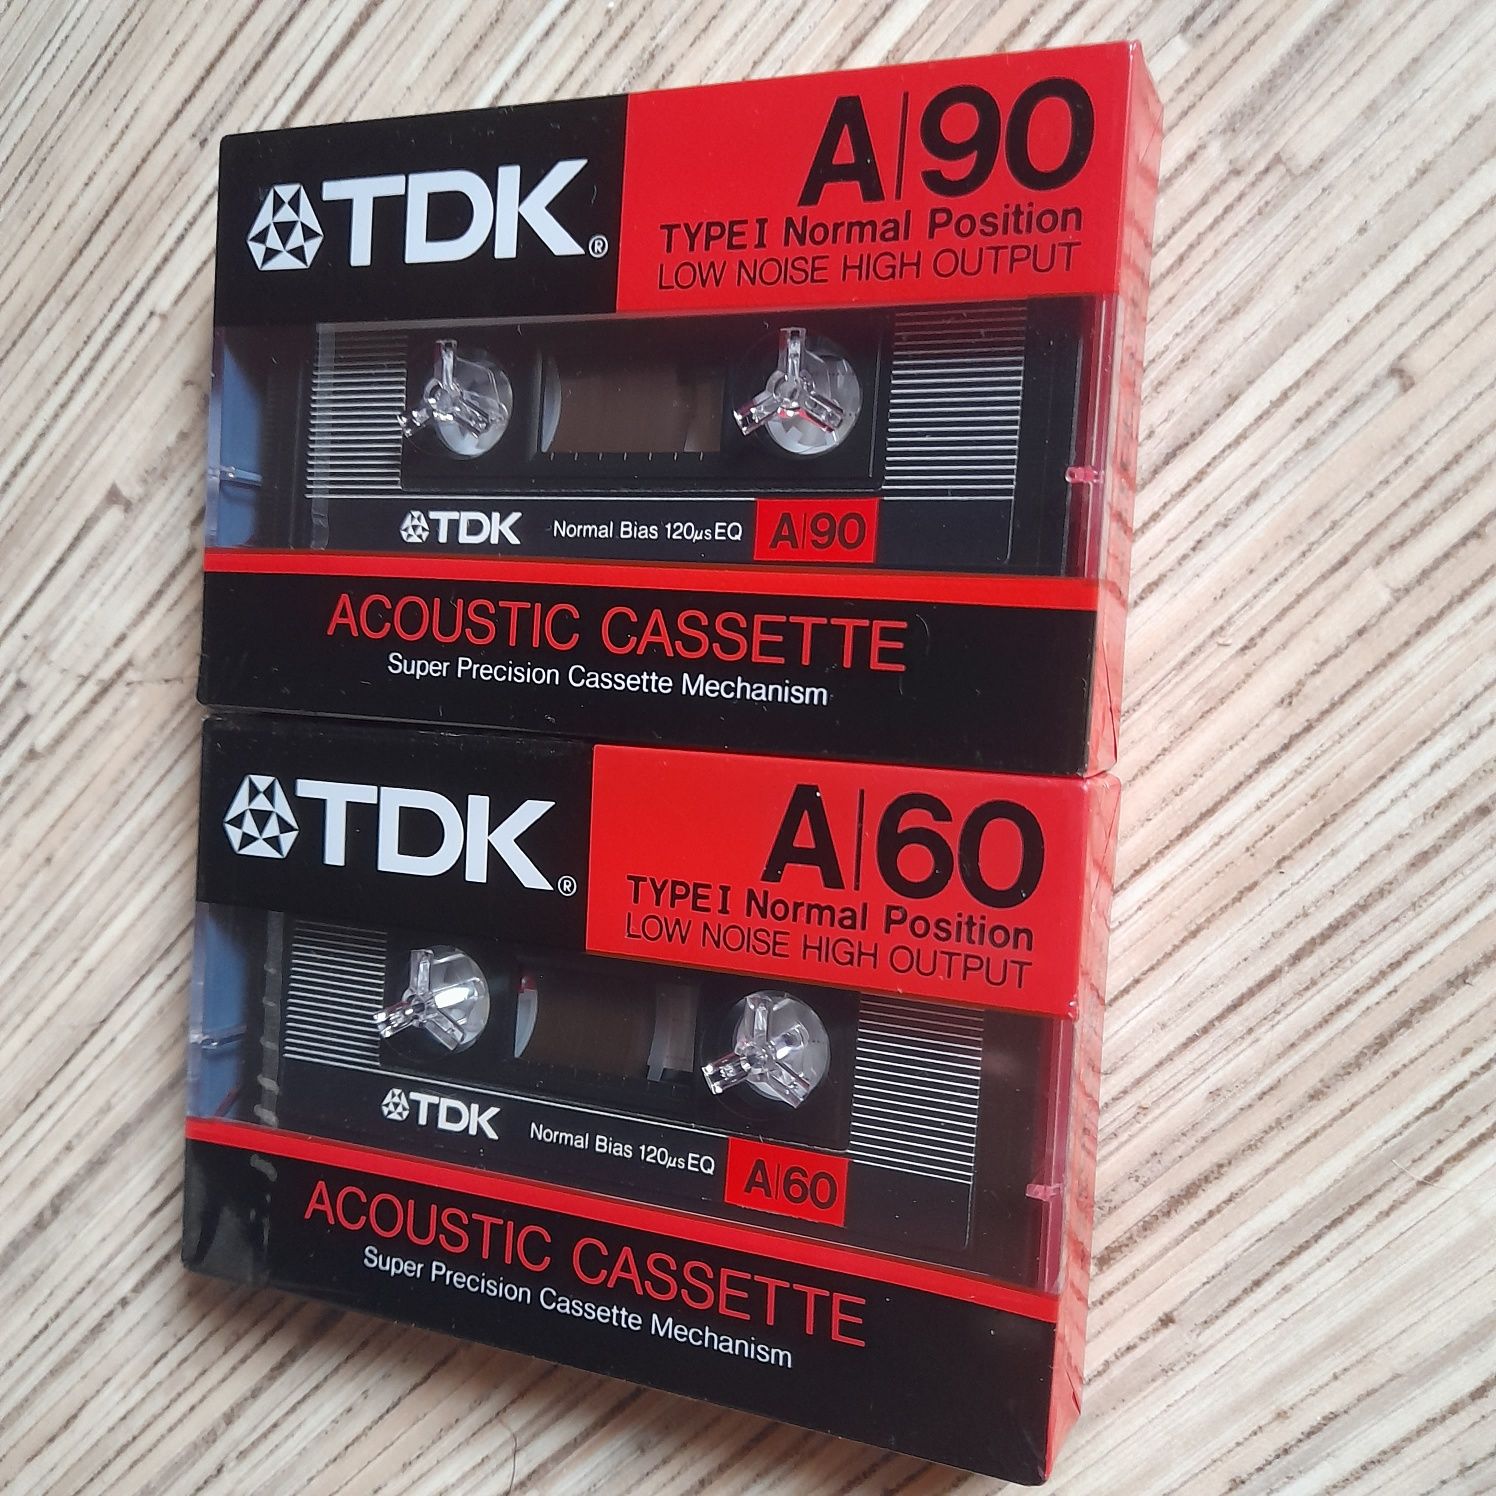 TDK®
A|90
TYPE I Normal Position
LOW NOISE HIGH OUTPUT
TDK Normal Bias 120µs EQ A|90
ACOUSTIC CASSETTE
Super Precision Cassette Mechanism
TDK®
A|60
TYPE I Normal Position
LOW NOISE HIGH OUTPUT
TDK Normal Bias 120µs EQ A|60
ACOUSTIC CASSETTE
Super Precision Cassette Mechanism